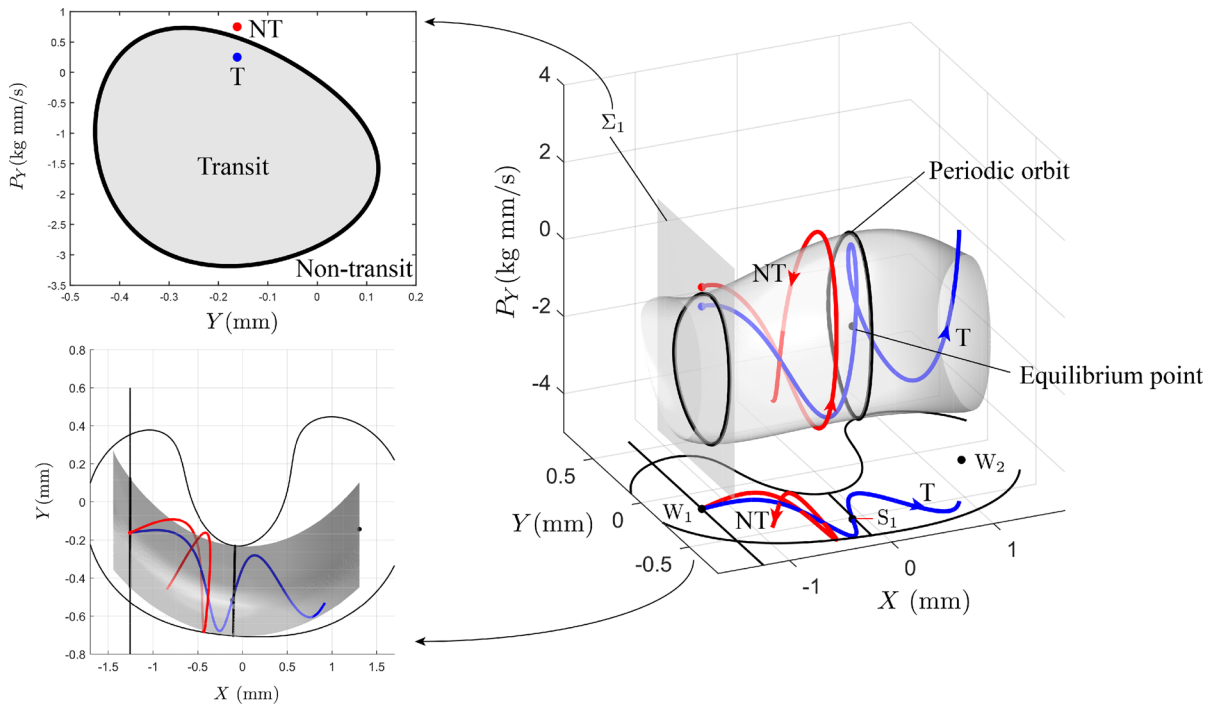 1
0.5
0
-0.5
-1
-1.5
-2
-2.5
-3
-3.5
P_Y (kg mm/s)
NT
T
Transit
Non-transit
-0.5
-0.4
-0.3
-0.2
-0.1
0
0.1
0.2
Y (mm)
0.8
0.6
0.4
0.2
0
-0.2
-0.4
-0.6
-0.8
Y (mm)
-1.5
-1
-0.5
0
0.5
1
1.5
X (mm)
Σ₁
4
2
0
-2
-4
P_Y (kg mm/s)
Periodic orbit
NT
T
Equilibrium point
0.5
0
-0.5
Y (mm)
W₁
NT
T
S₁
W₂
-1
0
1
X (mm)